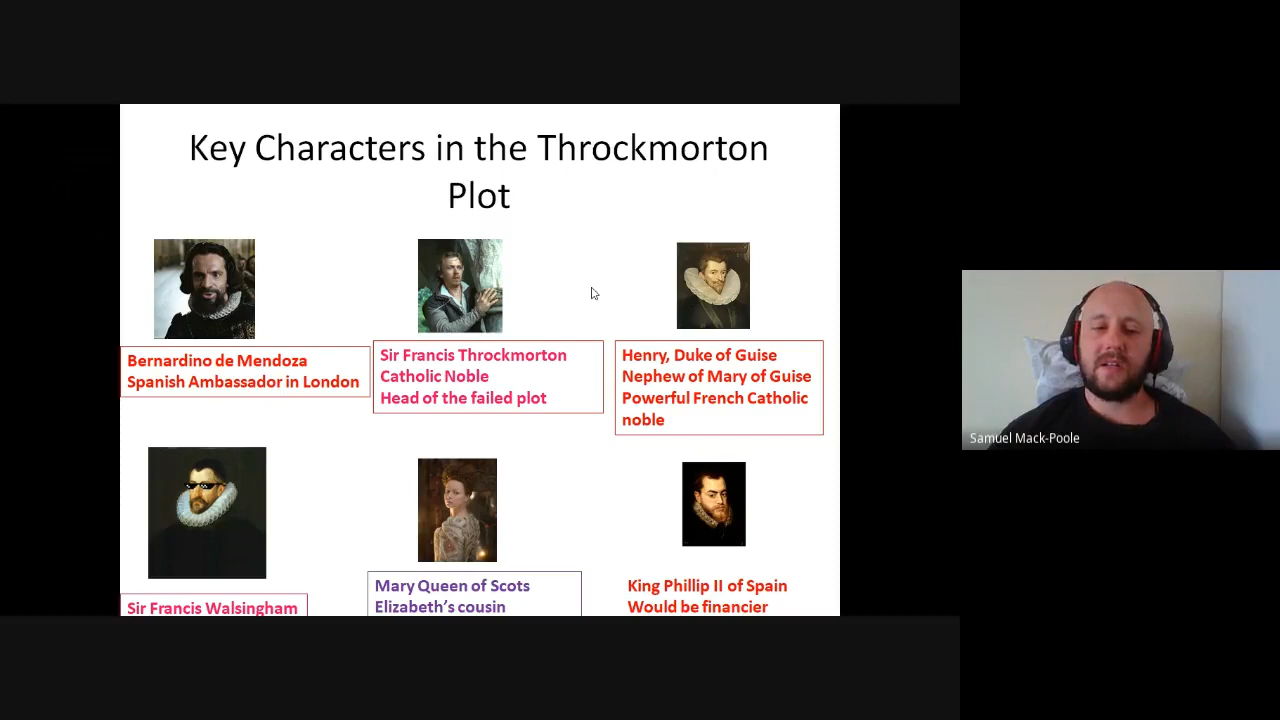 Key Characters in the Throckmorton
Plot
Bernardino de Mendoza
Spanish Ambassador in London
Sir Francis Throckmorton
Catholic Noble
Head of the failed plot
Henry, Duke of Guise
Nephew of Mary of Guise
Powerful French Catholic
noble
Sir Francis Walsingham
Mary Queen of Scots
Elizabeth's cousin
King Phillip II of Spain
Would be financier
Samuel Mack-Poole